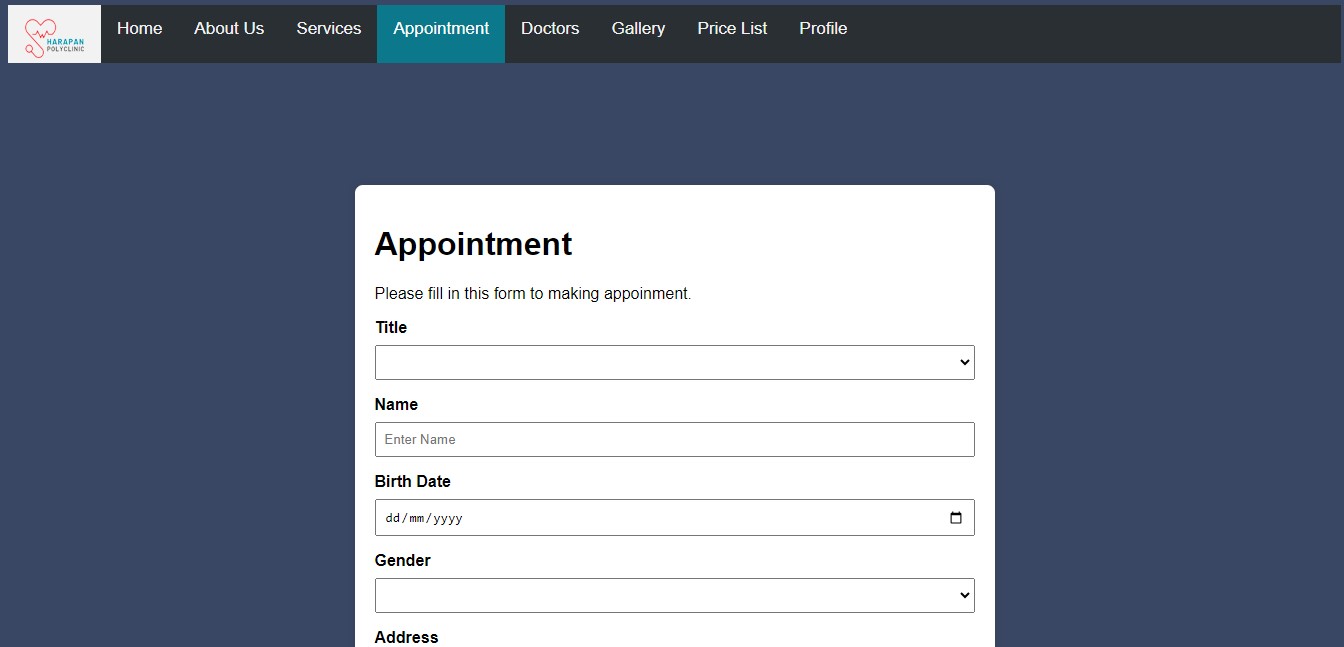 HARAPAN
POLYCLINIC
Home About Us Services Appointment Doctors Gallery Price List Profile
Appointment
Please fill in this form to making appoinment.
Title
Name
Enter Name
Birth Date
dd/mm/yyyy
Gender
Address